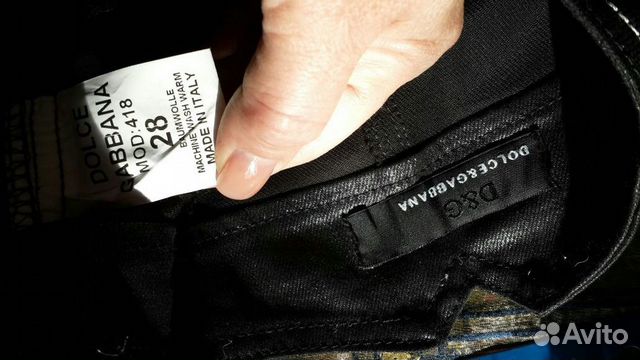 DOLCE
GABBANA
MOD:418
28
BAUMWOLLE
MACHINE WASH WARM
MADE IN ITALY
D&G
DOLCE&GABBANA
Avito